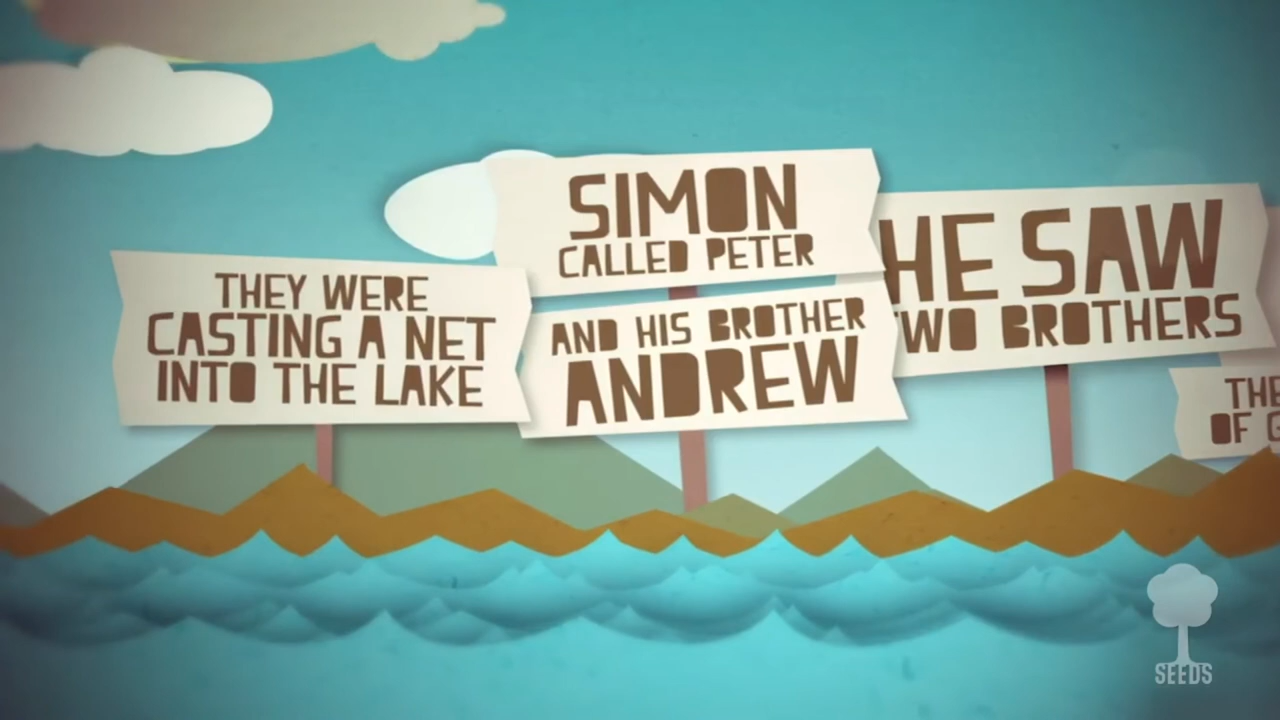 THEY WERE
CASTING A NET
INTO THE LAKE
SIMON
CALLED PETER
AND HIS BROTHER
ANDREW
HE SAW
TWO BROTHERS
OF
SEEDS